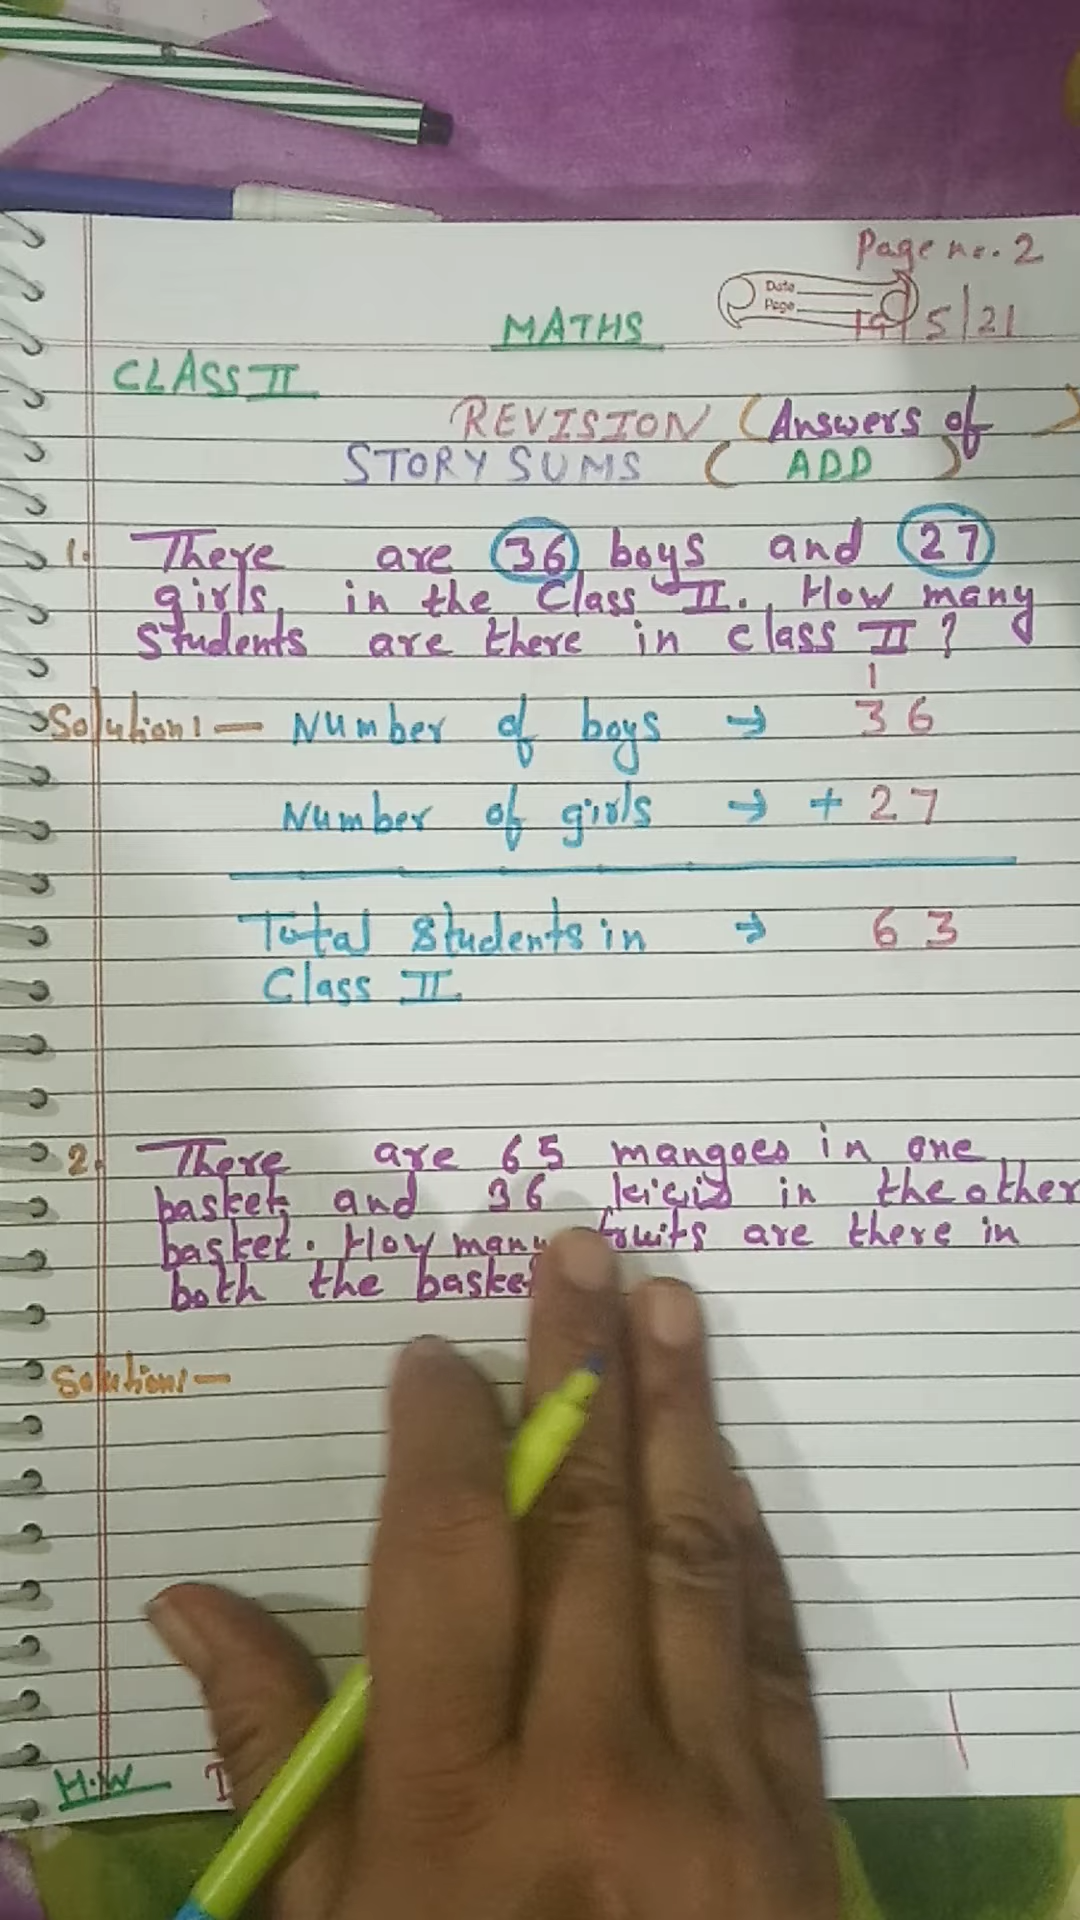 Page no. 2
Date
Page
19/5/21
MATHS
CLASS II
REVISION (Answers of)
STORY SUMS (ADD)
1. There are 36 boys and 27
girls, in the Class II. How many
students are there in class II?
1
Solution:- Number of boys → 36
Number of girls → + 27
Total Students in → 63
Class II
2. There are 65 mangoes in one
basket and 36 in the other
basket. How many fruits are there in
both the
Solution:-
H.W